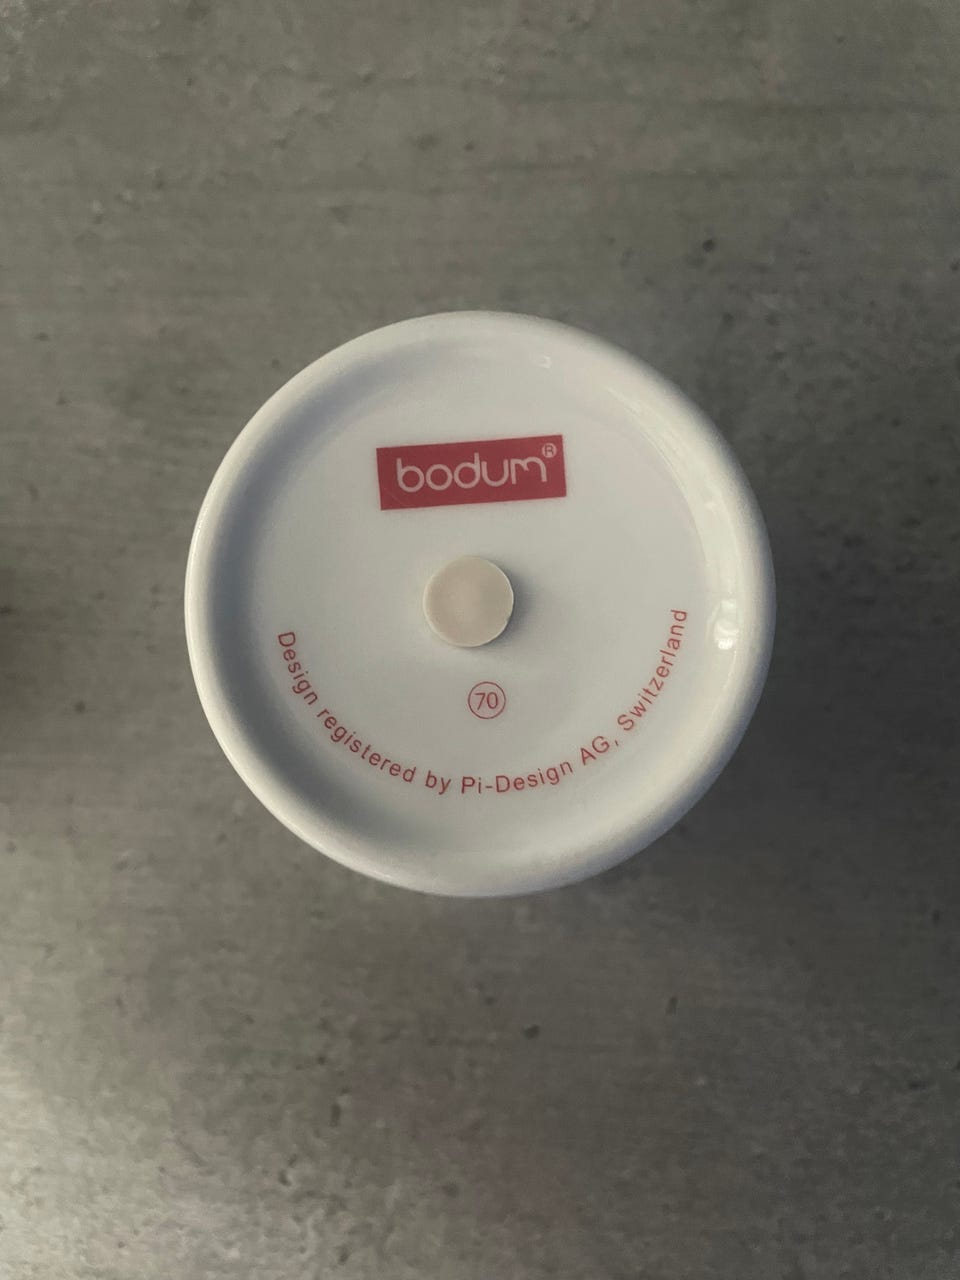 bodum®
70
Design registered by Pi-Design AG, Switzerland